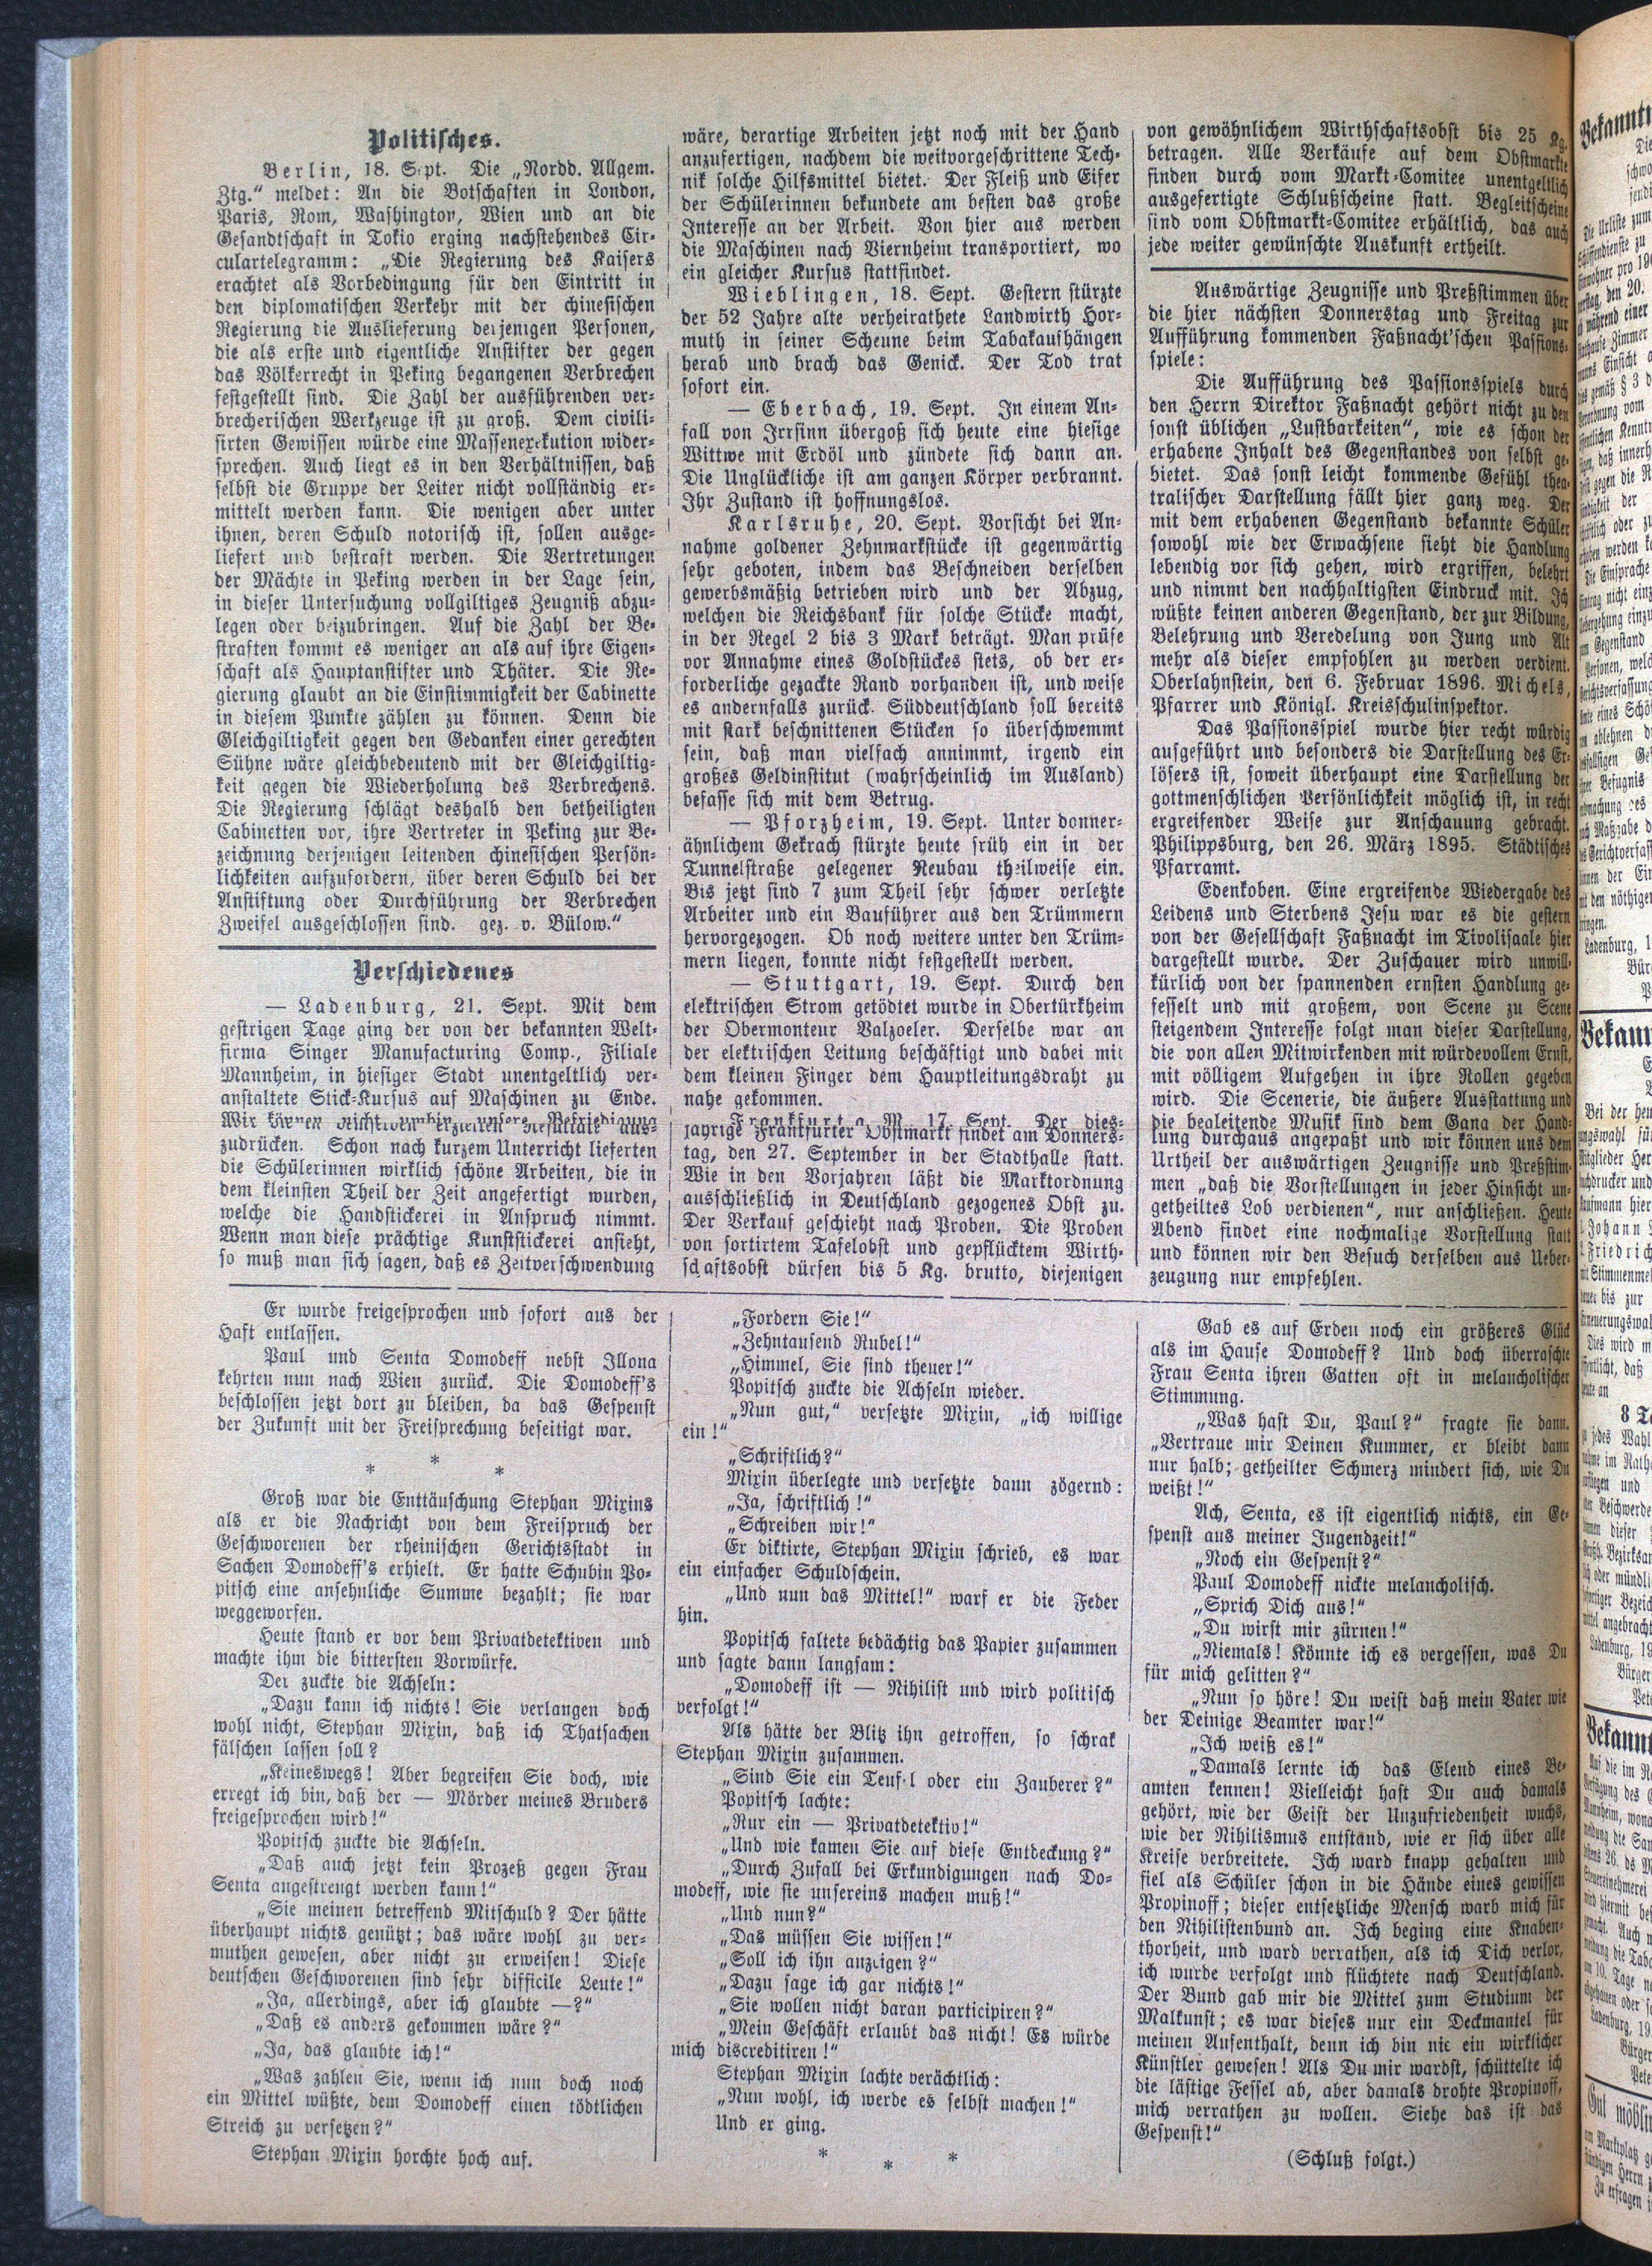 Politisches.
Berlin, 18. Sept. Die „Nordd. Allgem.
Ztg.“ meldet: An die Botschaften in London,
Paris, Rom, Washington, Wien und an die
Gesandtschaft in Tokio erging nachstehendes Cir-
culartelegramm: „Die Regierung des Kaisers
erachtet als Vorbedingung für den Eintritt in
den diplomatischen Verkehr mit der chinesischen
Regierung die Auslieferung derjenigen Personen,
die als erste und eigentliche Anstifter der gegen
das Völkerrecht in Peking begangenen Verbrechen
festgestellt sind. Die Zahl der ausführenden ver-
brecherischen Werkzeuge ist zu groß. Dem civili-
sirten Gewissen würde eine Massenexekution wider-
sprechen. Auch liegt es in den Verhältnissen, daß
selbst die Gruppe der Leiter nicht vollständig er-
mittelt werden kann. Die wenigen aber unter
ihnen, deren Schuld notorisch ist, sollen ausge-
liefert und bestraft werden. Die Vertretungen
der Mächte in Peking werden in der Lage sein,
in dieser Untersuchung vollgiltiges Zeugniß abzu-
legen oder beizubringen. Auf die Zahl der Be-
straften kommt es weniger an als auf ihre Eigen-
schaft als Hauptanstifter und Thäter. Die Re-
gierung glaubt an die Einstimmigkeit der Cabinette
in diesem Punkte zählen zu können. Denn die
Gleichgiltigkeit gegen den Gedanken einer gerechten
Sühne wäre gleichbedeutend mit der Gleichgiltig-
keit gegen die Wiederholung des Verbrechens.
Die Regierung schlägt deshalb den betheiligten
Cabinetten vor, ihre Vertreter in Peking zur Be-
zeichnung derjenigen leitenden chinesischen Persön-
lichkeiten aufzufordern, über deren Schuld bei der
Anstiftung oder Durchführung der Verbrechen
Zweifel ausgeschlossen sind. gez. v. Bülow.“
Verschiedenes
— Ladenburg, 21. Sept. Mit dem
gestrigen Tage ging der von der bekannten Welt-
firma Singer Manufacturing Comp., Filiale
Mannheim, in hiesiger Stadt unentgeltlich ver-
anstaltete Stick-Kursus auf Maschinen zu Ende.
Wir können nicht umhin, unsere Befriedigung
zudrücken. Schon nach kurzem Unterricht lieferten
die Schülerinnen wirklich schöne Arbeiten, die in
dem kleinsten Theil der Zeit angefertigt wurden,
welche die Handstickerei in Anspruch nimmt.
Wenn man diese prächtige Kunststickerei ansieht,
so muß man sich sagen, daß es Zeitverschwendung
wäre, derartige Arbeiten jetzt noch mit der Hand
anzufertigen, nachdem die weitvorgeschrittene Tech-
nik solche Hilfsmittel bietet. Der Fleiß und Eifer
der Schülerinnen bekundete am besten das große
Interesse an der Arbeit. Von hier aus werden
die Maschinen nach Viernheim transportiert, wo
ein gleicher Kursus stattfindet.
Wieblingen, 18. Sept. Gestern stürzte
der 52 Jahre alte verheirathete Landwirth Hor-
muth in seiner Scheune beim Tabakaufhängen
herab und brach das Genick. Der Tod trat
sofort ein.
— Eberbach, 19. Sept. In einem An-
fall von Irrsinn übergoß sich heute eine hiesige
Wittwe mit Erdöl und zündete sich dann an.
Die Unglückliche ist am ganzen Körper verbrannt.
Ihr Zustand ist hoffnungslos.
Karlsruhe, 20. Sept. Vorsicht bei An-
nahme goldener Zehnmarkstücke ist gegenwärtig
sehr geboten, indem das Beschneiden derselben
gewerbsmäßig betrieben wird und der Abzug,
welchen die Reichsbank für solche Stücke macht,
in der Regel 2 bis 3 Mark beträgt. Man prüfe
vor Annahme eines Goldstückes stets, ob der er-
forderliche gezackte Rand vorhanden ist, und weise
es andernfalls zurück. Süddeutschland soll bereits
mit stark beschnittenen Stücken so überschwemmt
sein, daß man vielfach annimmt, irgend ein
großes Geldinstitut (wahrscheinlich im Ausland)
befasse sich mit dem Betrug.
— Pforzheim, 19. Sept. Unter donner-
ähnlichem Gekrach stürzte heute früh ein in der
Tunnelstraße gelegener Neubau theilweise ein.
Bis jetzt sind 7 zum Theil sehr schwer verletzte
Arbeiter und ein Bauführer aus den Trümmern
hervorgezogen. Ob noch weitere unter den Trüm-
mern liegen, konnte nicht festgestellt werden.
— Stuttgart, 19. Sept. Durch den
elektrischen Strom getödtet wurde in Obertürkheim
der Obermonteur Balzoeler. Derselbe war an
der elektrischen Leitung beschäftigt und dabei mit
dem kleinen Finger dem Hauptleitungsdraht zu
nahe gekommen.
Frankfurt a. M. 17. Sept. Der dies-
jährige Frankfurter Obstmarkt findet am Donners-
tag, den 27. September in der Stadthalle statt.
Wie in den Vorjahren läßt die Marktordnung
ausschließlich in Deutschland gezogenes Obst zu.
Der Verkauf geschieht nach Proben. Die Proben
von sortirtem Tafelobst und gepflücktem Wirth-
schaftsobst dürfen bis 5 Kg. brutto, diejenigen
von gewöhnlichem Wirthschaftsobst bis 25 Kg.
betragen. Alle Verkäufe auf dem Obstmarkte
finden durch vom Markt-Comitee unentgeltlich
ausgefertigte Schlußscheine statt. Begleitscheine
sind vom Obstmarkt-Comitee erhältlich, das auch
jede weiter gewünschte Auskunft ertheilt.
Auswärtige Zeugnisse und Preßstimmen über
die hier nächsten Donnerstag und Freitag zur
Aufführung kommenden Faßnacht'schen Passions-
spiele:
Die Aufführung des Passionsspiels durch
den Herrn Direktor Faßnacht gehört nicht zu den
sonst üblichen „Lustbarkeiten“, wie es schon der
erhabene Inhalt des Gegenstandes von selbst ge-
bietet. Das sonst leicht kommende Gefühl thea-
tralischer Darstellung fällt hier ganz weg. Der
mit dem erhabenen Gegenstand bekannte Schüler
sowohl wie der Erwachsene sieht die Handlung
lebendig vor sich gehen, wird ergriffen, belehrt
und nimmt den nachhaltigsten Eindruck mit. Ich
wüßte keinen anderen Gegenstand, der zur Bildung,
Belehrung und Veredelung von Jung und Alt
mehr als dieser empfohlen zu werden verdient.
Oberlahnstein, den 6. Februar 1896. Michels,
Pfarrer und Königl. Kreisschulinspektor.
Das Passionsspiel wurde hier recht würdig
aufgeführt und besonders die Darstellung des Er-
lösers ist, soweit überhaupt eine Darstellung der
gottmenschlichen Persönlichkeit möglich ist, in recht
ergreifender Weise zur Anschauung gebracht.
Philippsburg, den 26. März 1895. Städtisches
Pfarramt.
Edenkoben. Eine ergreifende Wiedergabe des
Leidens und Sterbens Jesu war es die gestern
von der Gesellschaft Faßnacht im Tivolisaale hier
dargestellt wurde. Der Zuschauer wird unwill-
kürlich von der spannenden ernsten Handlung ge-
fesselt und mit großem, von Scene zu Scene
steigendem Interesse folgt man dieser Darstellung,
die von allen Mitwirkenden mit würdevollem Ernst,
mit völligem Aufgehen in ihre Rollen gegeben
wird. Die Scenerie, die äußere Ausstattung und
die begleitende Musik sind dem Gang der Hand-
lung durchaus angepaßt und wir können uns dem
Urtheil der auswärtigen Zeugnisse und Preßstim-
men „daß die Vorstellungen in jeder Hinsicht un-
getheiltes Lob verdienen“, nur anschließen. Heute
Abend findet eine nochmalige Vorstellung statt
und können wir den Besuch derselben aus Ueber-
zeugung nur empfehlen.
Er wurde freigesprochen und sofort aus der
Haft entlassen.
Paul und Senta Domodeff nebst Illona
kehrten nun nach Wien zurück. Die Domodeff's
beschlossen jetzt dort zu bleiben, da das Gespenst
der Zukunft mit der Freisprechung beseitigt war.
* * *
Groß war die Enttäuschung Stephan Mixins
als er die Nachricht von dem Freispruch der
Geschworenen der rheinischen Gerichtsstadt in
Sachen Domodeff's erhielt. Er hatte Schubin Po-
pitsch eine ansehnliche Summe bezahlt; sie war
weggeworfen.
Heute stand er vor dem Privatdetektiven und
machte ihm die bittersten Vorwürfe.
Der zuckte die Achseln:
„Dazu kann ich nichts! Sie verlangen doch
wohl nicht, Stephan Mixin, daß ich Thatsachen
fälschen lassen soll?
„Keineswegs! Aber begreifen Sie doch, wie
erregt ich bin, daß der — Mörder meines Bruders
freigesprochen wird!“
Popitsch zuckte die Achseln.
„Daß auch jetzt kein Prozeß gegen Frau
Senta angestrengt werden kann!“
„Sie meinen betreffend Mitschuld? Der hätte
überhaupt nichts genützt; das wäre wohl zu ver-
muthen gewesen, aber nicht zu erweisen! Diese
deutschen Geschworenen sind sehr difficile Leute!“
„Ja, allerdings, aber ich glaubte —?“
„Daß es anders gekommen wäre?“
„Ja, das glaubte ich!“
„Was zahlen Sie, wenn ich nun doch noch
ein Mittel wüßte, dem Domodeff einen tödtlichen
Streich zu versetzen?“
Stephan Mixin horchte hoch auf.
„Fordern Sie!“
„Zehntausend Rubel!“
„Himmel, Sie sind theuer!“
Popitsch zuckte die Achseln wieder.
„Nun gut,“ versetzte Mixin, „ich willige
ein!“
„Schriftlich?“
Mixin überlegte und versetzte dann zögernd:
„Ja, schriftlich!“
„Schreiben wir!“
Er diktirte, Stephan Mixin schrieb, es war
ein einfacher Schuldschein.
„Und nun das Mittel!“ warf er die Feder
hin.
Popitsch faltete bedächtig das Papier zusammen
und sagte dann langsam:
„Domodeff ist — Nihilist und wird politisch
verfolgt!“
Als hätte der Blitz ihn getroffen, so schrak
Stephan Mixin zusammen.
„Sind Sie ein Teufel oder ein Zauberer?“
Popitsch lachte:
„Nur ein — Privatdetektiv!“
„Und wie kamen Sie auf diese Entdeckung?“
„Durch Zufall bei Erkundigungen nach Do-
modeff, wie sie unsereins machen muß!“
„Und nun?“
„Das müssen Sie wissen!“
„Soll ich ihn anzeigen?“
„Dazu sage ich gar nichts!“
„Sie wollen nicht daran participiren?“
„Mein Geschäft erlaubt das nicht! Es würde
mich discreditiren!“
Stephan Mixin lachte verächtlich:
„Nun wohl, ich werde es selbst machen!“
Und er ging.
* * *
Gab es auf Erden noch ein größeres Glück
als im Hause Domodeff? Und doch überraschte
Frau Senta ihren Gatten oft in melancholischer
Stimmung.
„Was hast Du, Paul?“ fragte sie dann.
„Vertraue mir Deinen Kummer, er bleibt dann
nur halb; getheilter Schmerz mindert sich, wie Du
weißt!“
Ach, Senta, es ist eigentlich nichts, ein Ge-
spenst aus meiner Jugendzeit!“
„Noch ein Gespenst?“
Paul Domodeff nickte melancholisch.
„Sprich Dich aus!“
„Du wirst mir zürnen!“
„Niemals! Könnte ich es vergessen, was Du
für mich gelitten?“
„Nun so höre! Du weist daß mein Vater wie
der Deinige Beamter war!“
„Ich weiß es!“
„Damals lernte ich das Elend eines Be-
amten kennen! Vielleicht hast Du auch damals
gehört, wie der Geist der Unzufriedenheit wuchs,
wie der Nihilismus entstand, wie er sich über alle
Kreise verbreitete. Ich ward knapp gehalten und
fiel als Schüler schon in die Hände eines gewissen
Propinoff; dieser entsetzliche Mensch warb mich für
den Nihilistenbund an. Ich beging eine Knaben-
thorheit, und ward verrathen, als ich Dich verlor,
ich wurde verfolgt und flüchtete nach Deutschland.
Der Bund gab mir die Mittel zum Studium der
Malkunst; es war dieses nur ein Deckmantel für
meinen Aufenthalt, denn ich bin nie ein wirklicher
Künstler gewesen! Als Du mir wardst, schüttelte ich
die lästige Fessel ab, aber damals drohte Propinoff,
mich verrathen zu wollen. Siehe das ist das
Gespenst!“
(Schluß folgt.)